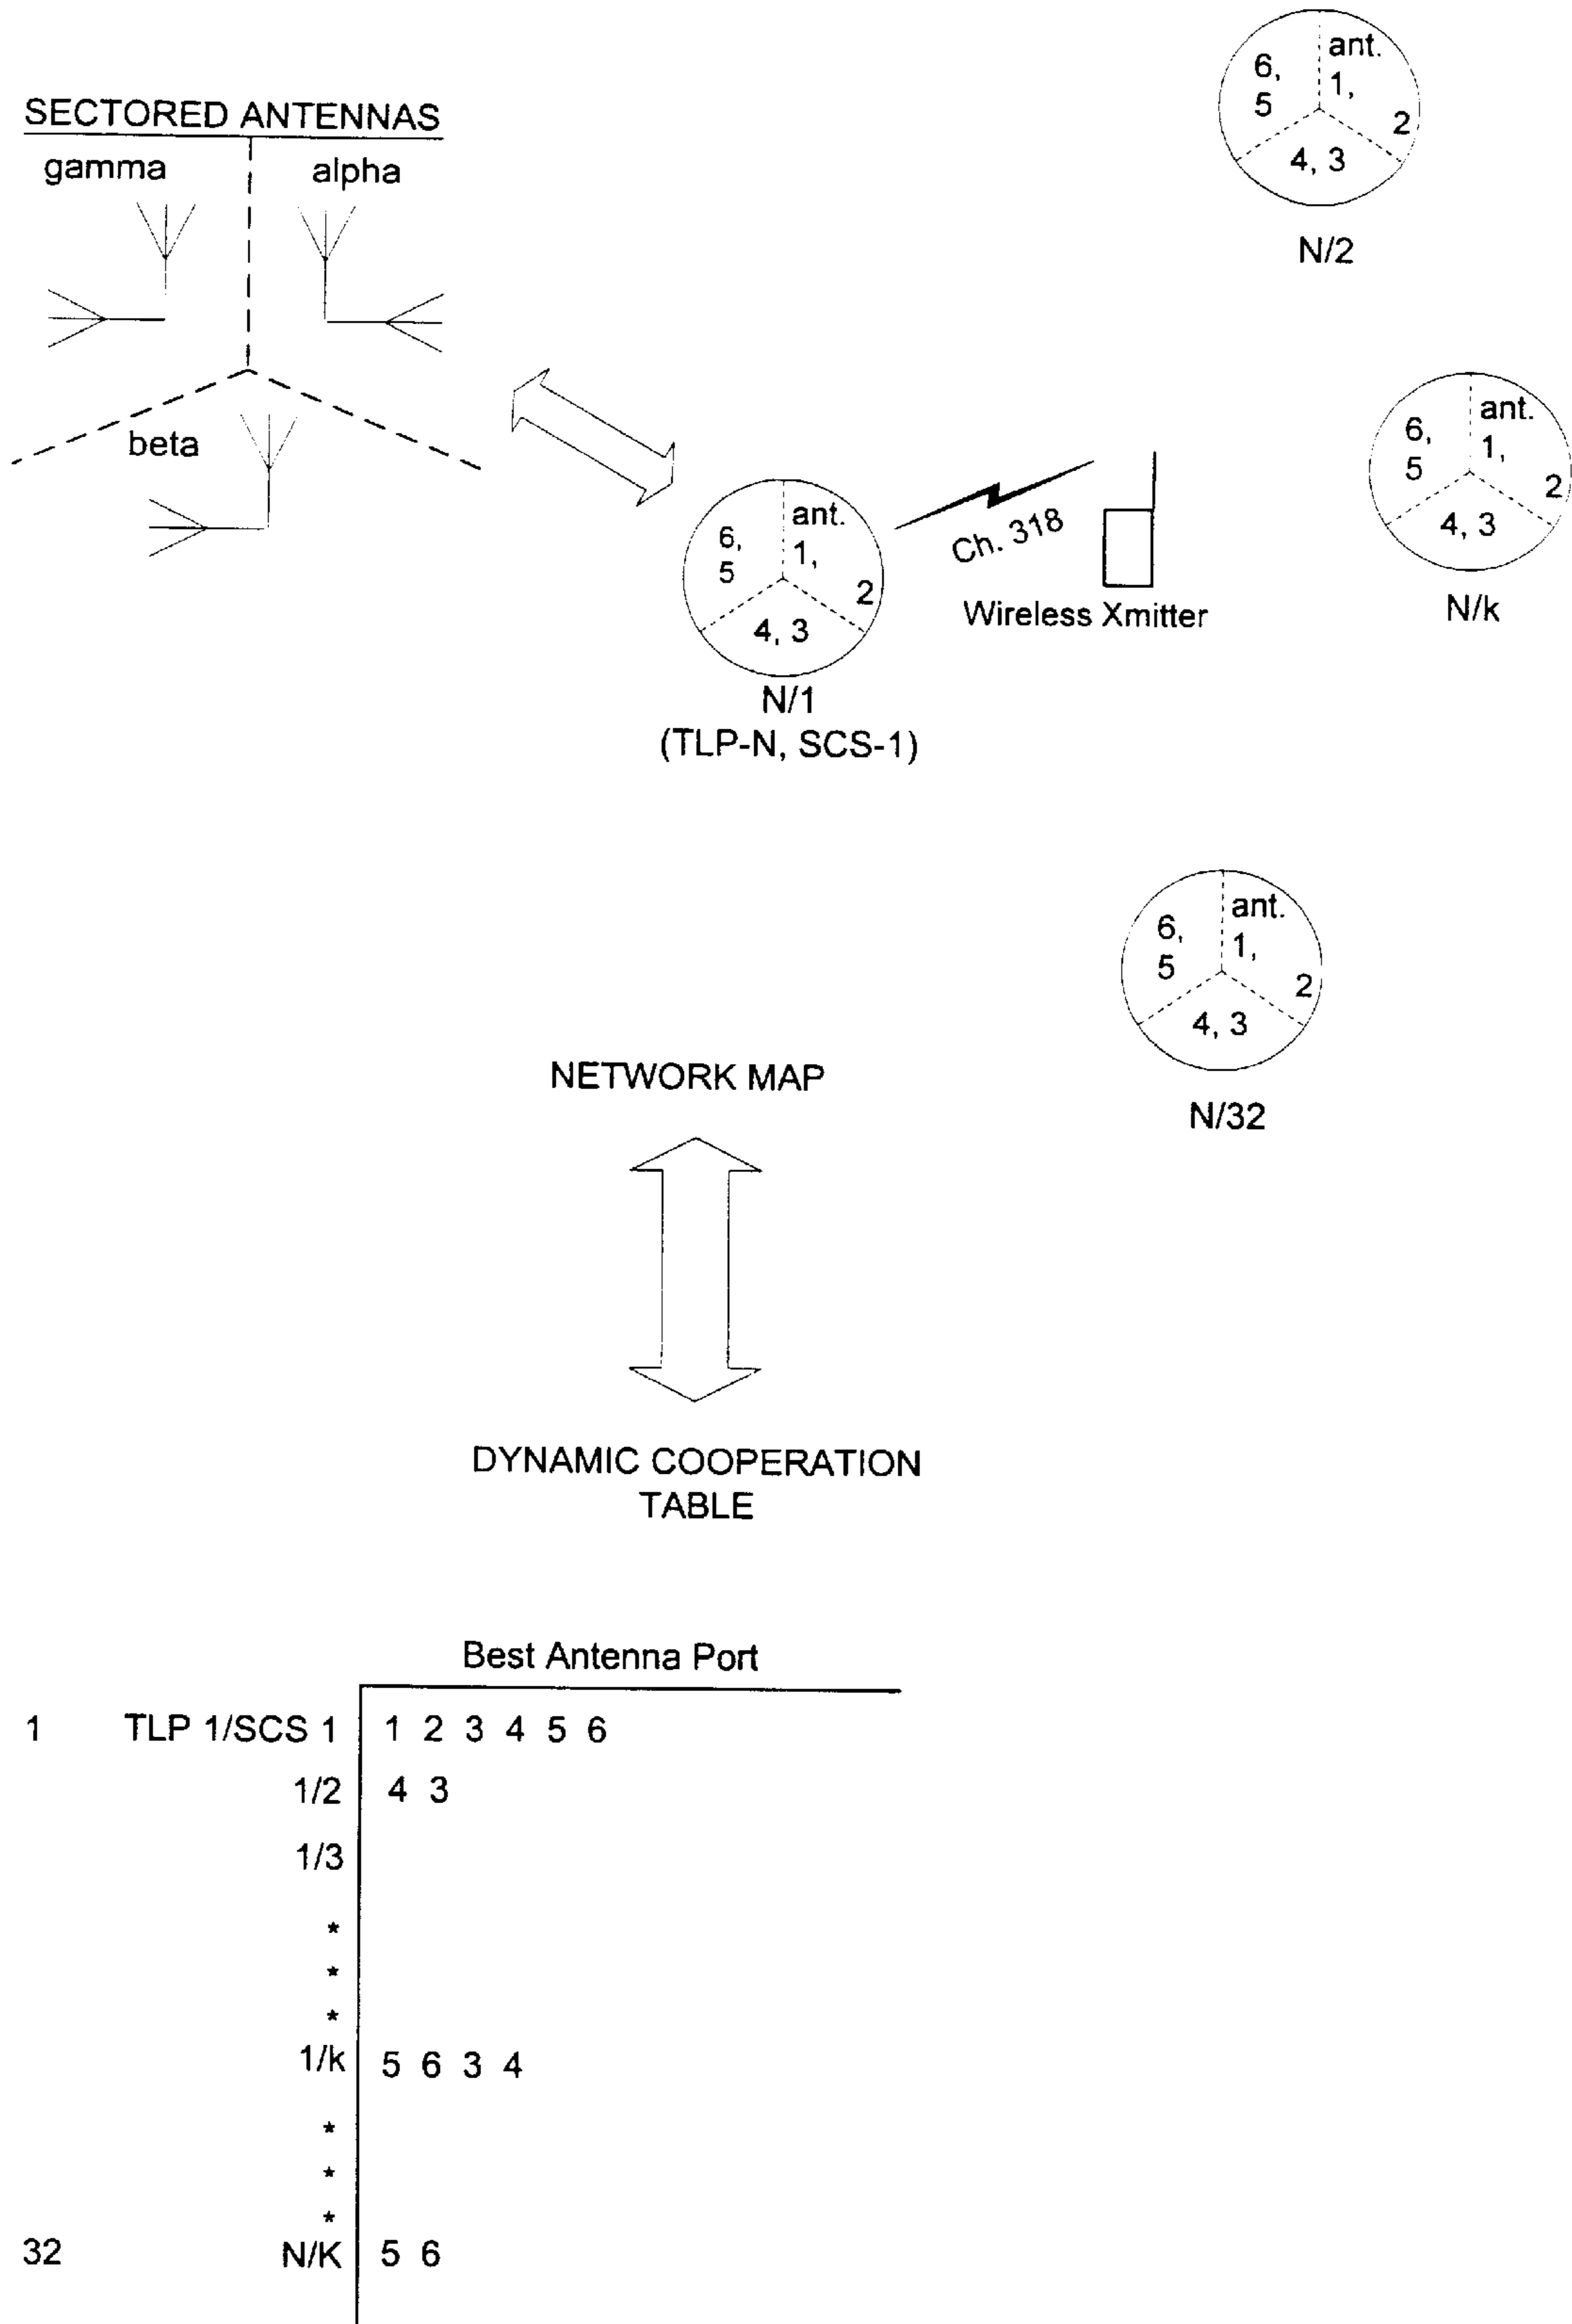 SECTORED ANTENNAS
gamma alpha
beta
ant.
6, 1,
5 2
4, 3
N/2
ant.
6, 1,
5 2
4, 3
N/k
ant.
6, 1,
5 2
4, 3
N/1
(TLP-N, SCS-1)
Ch. 318
Wireless Xmitter
ant.
6, 1,
5 2
4, 3
N/32
NETWORK MAP
DYNAMIC COOPERATION
TABLE
Best Antenna Port
1 TLP 1/SCS 1 1 2 3 4 5 6
1/2 4 3
1/3
*
*
*
1/k 5 6 3 4
*
*
*
32 N/K 5 6